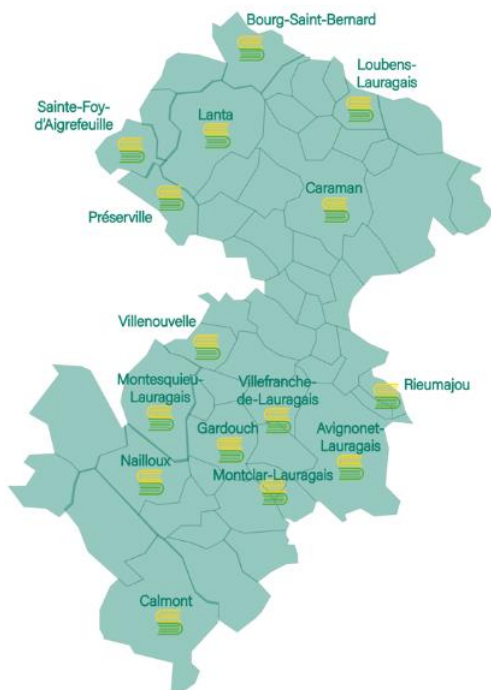 Bourg-Saint-Bernard
Loubens-
Lauragais
Sainte-Foy-
d'Aigrefeuille
Lanta
Caraman
Préserville
Villenouvelle
Montesquieu-
Lauragais
Villefranche-
de-Lauragais
Rieumajou
Gardouch
Avignonet-
Lauragais
Nailloux
Montclar-Lauragais
Calmont